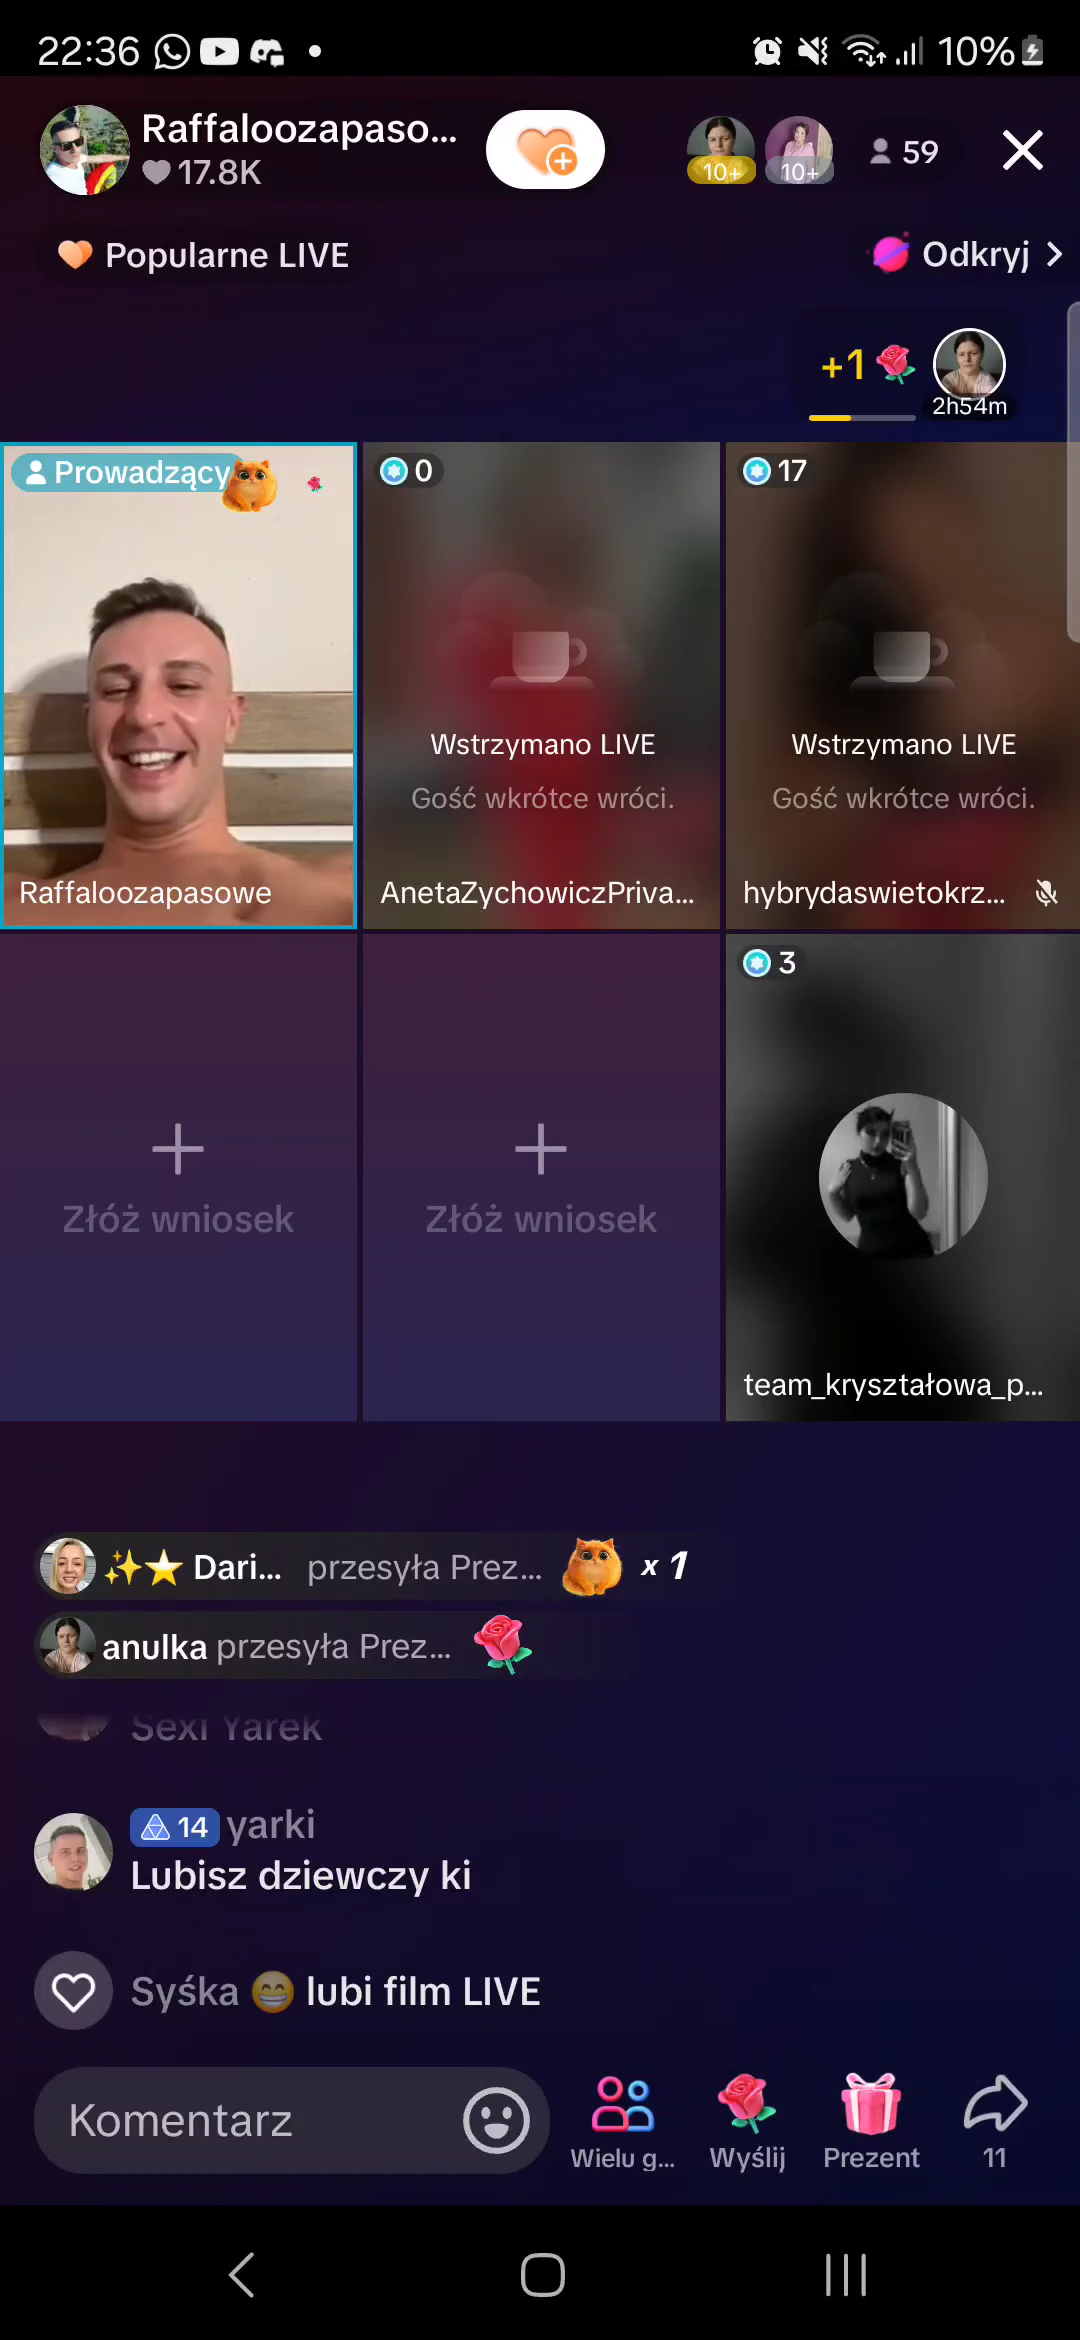 22:36
10%
Raffaloozapaso...
17.8K
10+
10+
59
Popularne LIVE
Odkryj
+1
2h54m
Prowadzący
0
17
Wstrzymano LIVE
Wstrzymano LIVE
Gość wkrótce wróci.
Gość wkrótce wróci.
Raffaloozapasowe
AnetaZychowiczPriva...
hybrydaswietokrz...
3
Złóż wniosek
Złóż wniosek
team_kryształowa_p...
Dari... przesyła Prez... x 1
anulka przesyła Prez...
Sexi Yarek
14 yarki
Lubisz dziewczy ki
Syśka 😁 lubi film LIVE
Komentarz
Wielu g...
Wyślij
Prezent
11